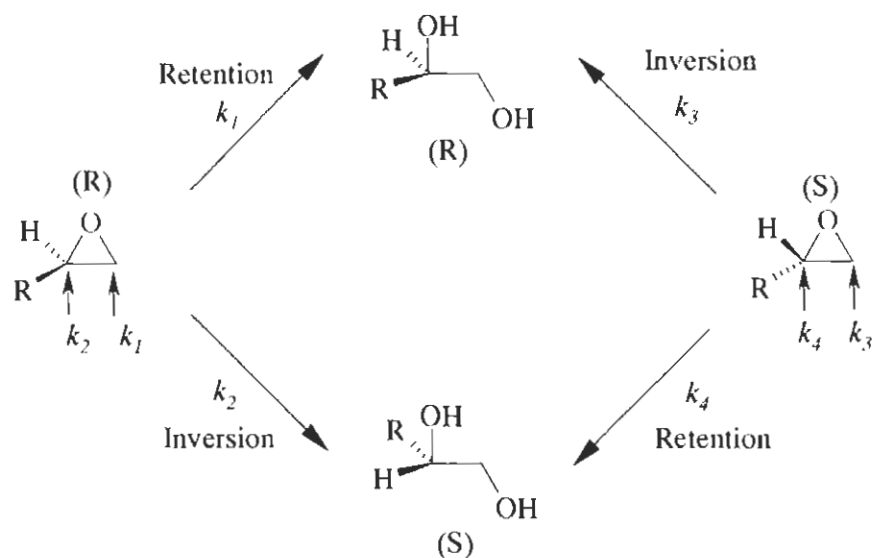 OH
H
R
OH
(R)
Retention
k1
Inversion
k3
(R)
O
H
R
k2
k1
(S)
O
H
R
k4
k3
k2
Inversion
k4
Retention
OH
R
H
OH
(S)